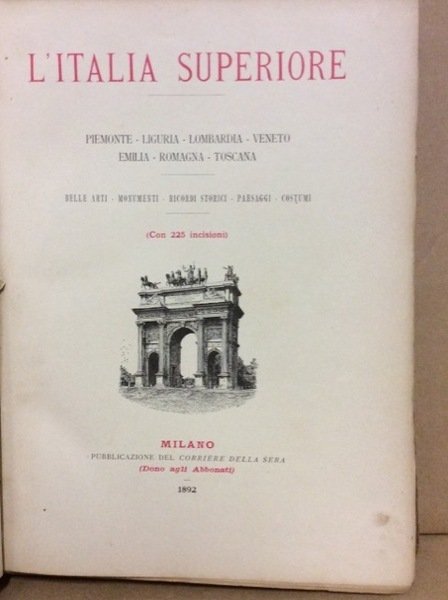 L'ITALIA SUPERIORE
PIEMONTE - LIGURIA - LOMBARDIA - VENETO
EMILIA - ROMAGNA - TOSCANA
BELLE ARTI - MONUMENTI - RICORDI STORICI - PAESAGGI - COSTUMI
(Con 225 incisioni)
MILANO
PUBBLICAZIONE DEL CORRIERE DELLA SERA
(Dono agli Abbonati)
1892